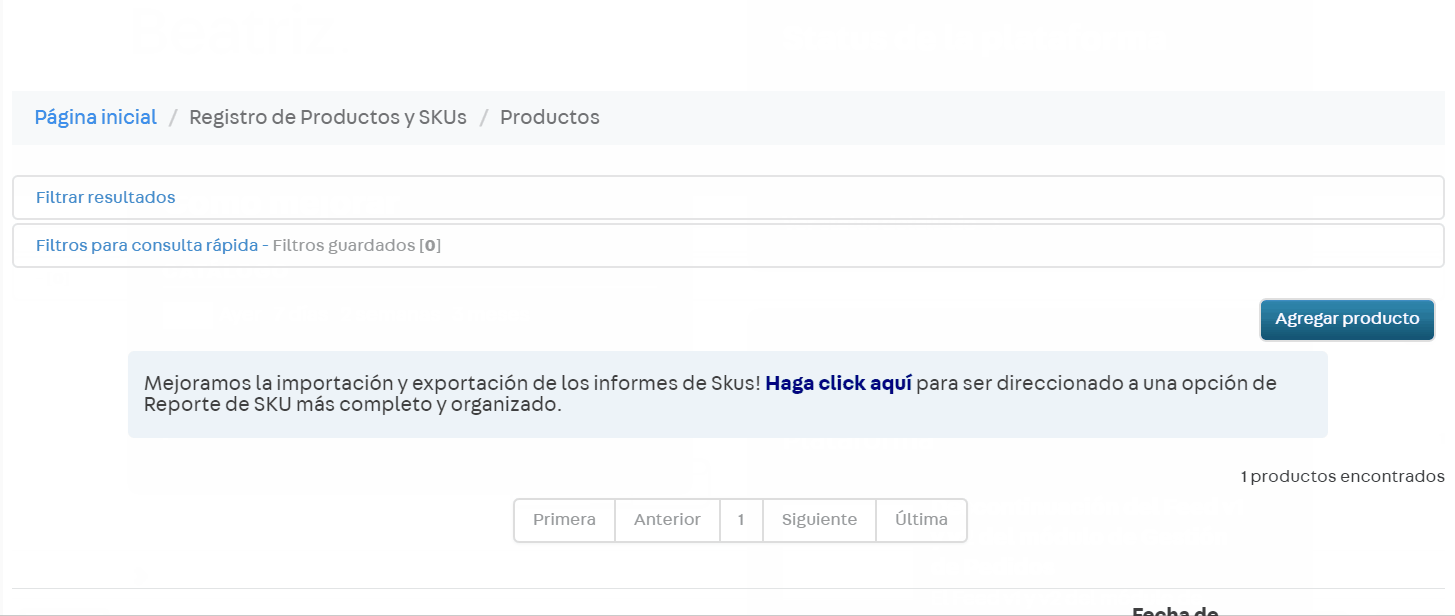 Página inicial / Registro de Productos y SKUs / Productos
Filtrar resultados
Filtros para consulta rápida - Filtros guardados [0]
Agregar producto
Mejoramos la importación y exportación de los informes de Skus! Haga click aquí para ser direccionado a una opción de
Reporte de SKU más completo y organizado.
1 productos encontrados
Primera Anterior 1 Siguiente Última
Fecha de